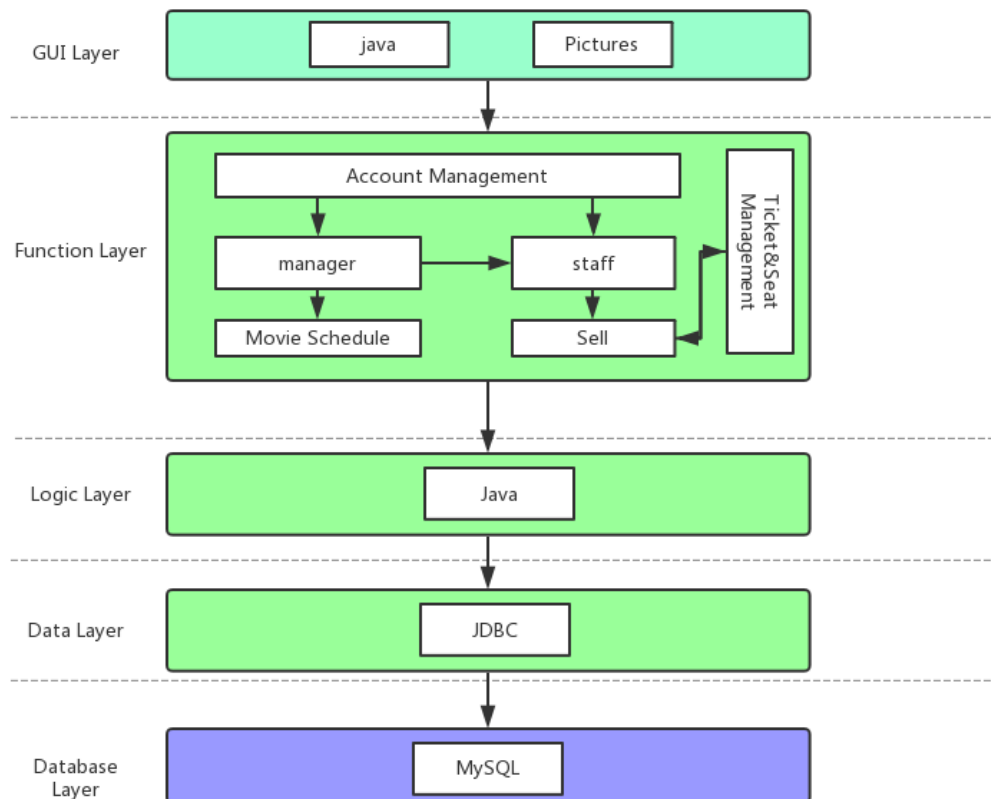 GUI Layer
java
Pictures
Function Layer
Account Management
manager
staff
Movie Schedule
Sell
Ticket&Seat
Management
Logic Layer
Java
Data Layer
JDBC
Database
Layer
MySQL